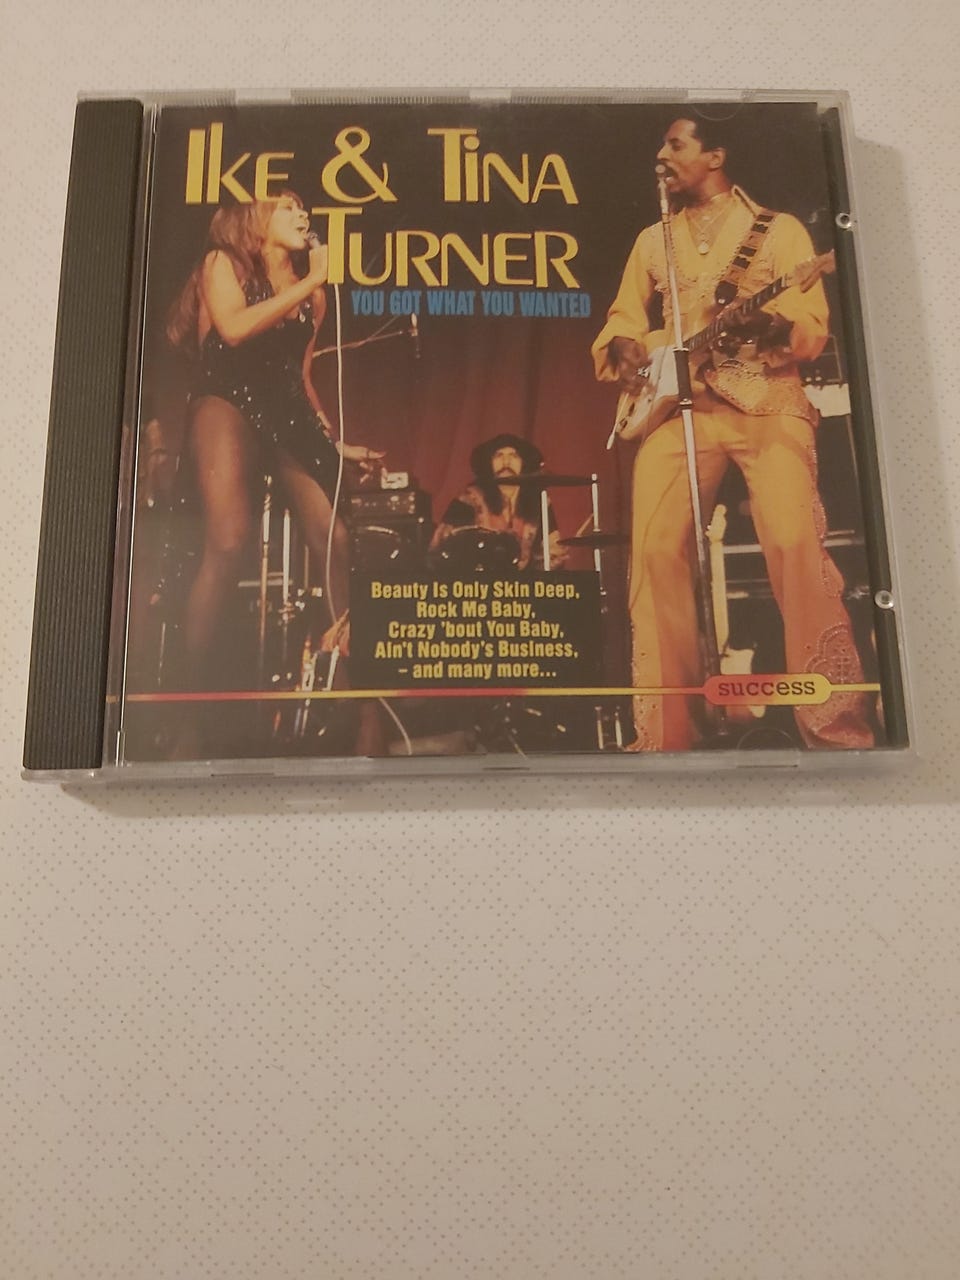 IKE & TINA
TURNER
YOU GOT WHAT YOU WANTED
Beauty Is Only Skin Deep,
Rock Me Baby,
Crazy 'bout You Baby,
Ain't Nobody's Business,
– and many more...
success